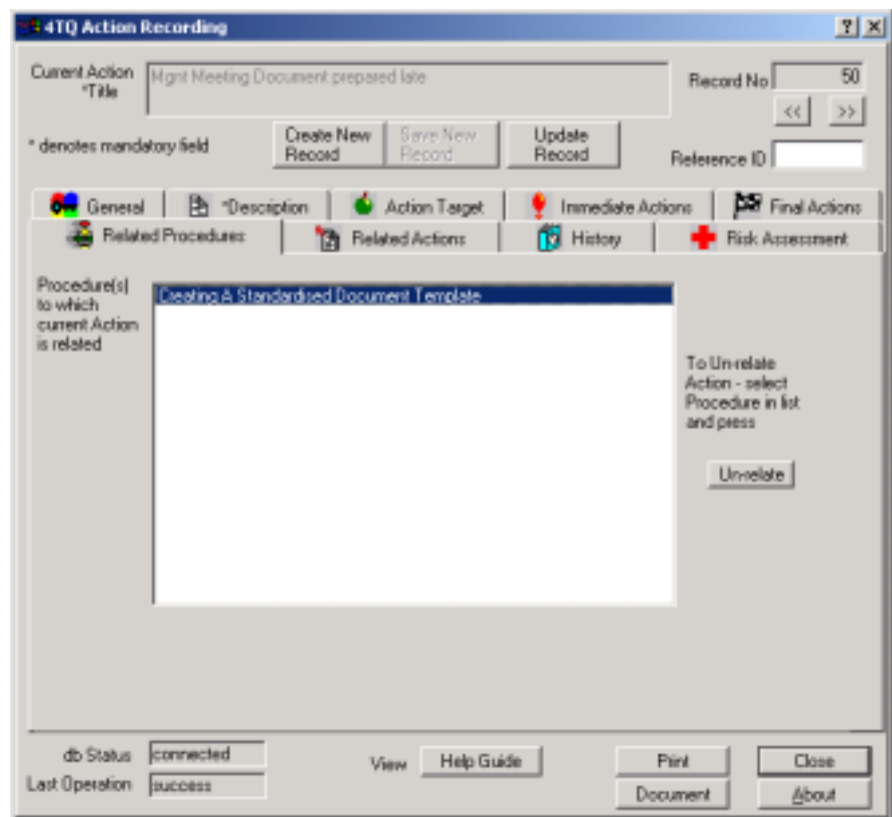 4TQ Action Recording
Current Action
*Title
Mgnt Meeting Document prepared late
Record No
50
<<
>>
* denotes mandatory field
Create New
Record
Save New
Record
Update
Record
Reference ID
General
*Description
Action Target
Immediate Actions
Final Actions
Related Procedures
Related Actions
History
Risk Assessment
Procedure(s)
to which
current Action
is related
Creating A Standardised Document Template
To Un-relate
Action - select
Procedure in list
and press
Un-relate
db Status
connected
View
Help Guide
Print
Close
Last Operation
success
Document
About